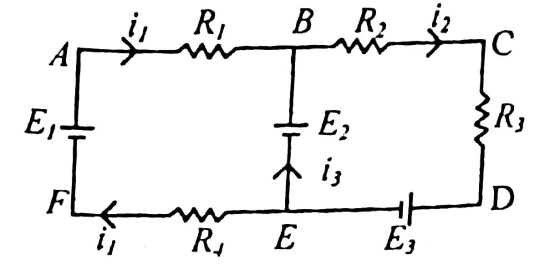 i₁ R₁ B R₂ i₂
A C
E₁ E₂ R₃
i₃
F D
i₁ R₄ E E₃